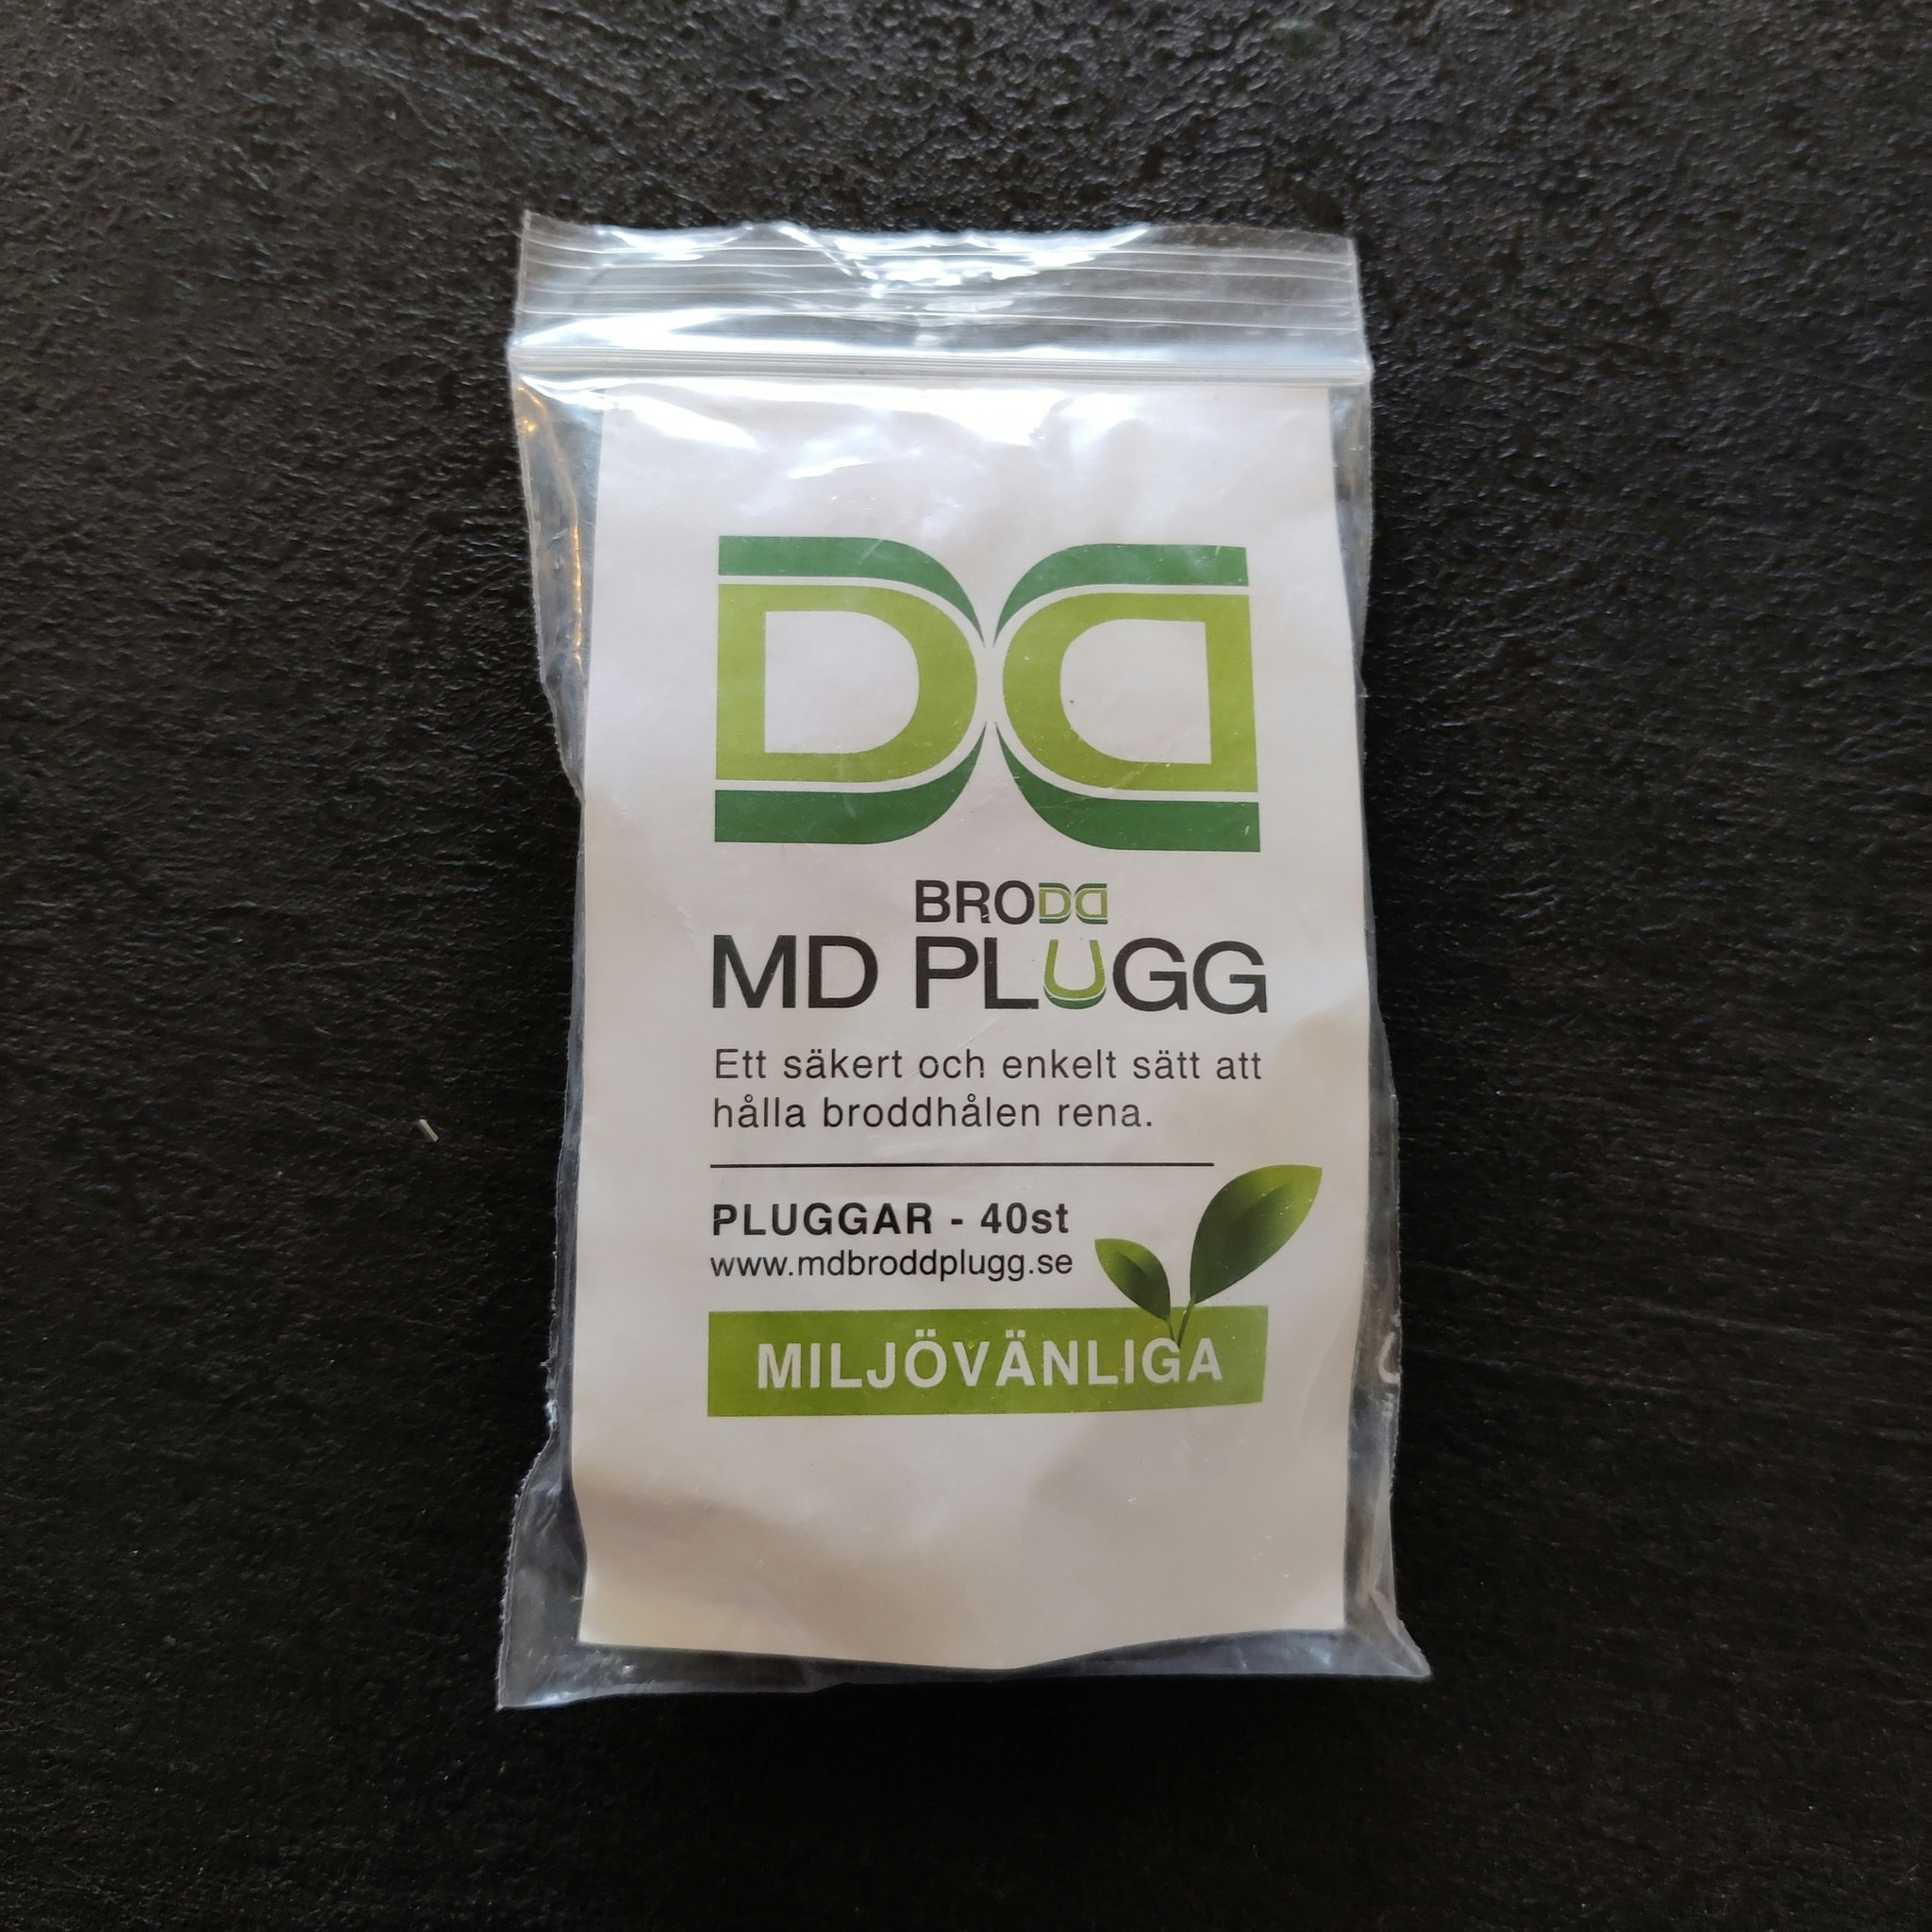 BRODD
MD PLUGG
Ett säkert och enkelt sätt att
hålla broddhålen rena.
PLUGGAR - 40st
www.mdbroddplugg.se
MILJÖVÄNLIGA